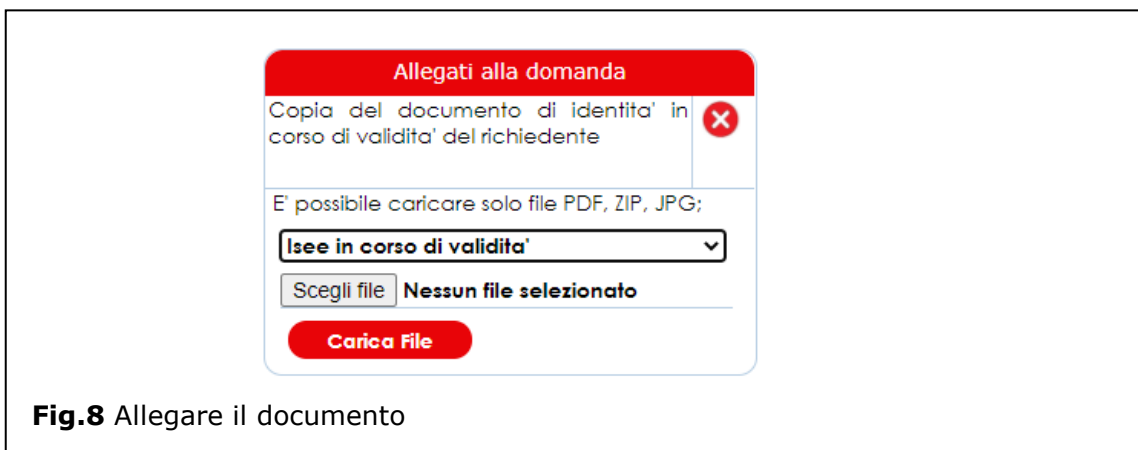 Allegati alla domanda
Copia del documento di identita' in
corso di validita' del richiedente
E' possibile caricare solo file PDF, ZIP, JPG;
Isee in corso di validita'
Scegli file Nessun file selezionato
Carica File
Fig.8 Allegare il documento